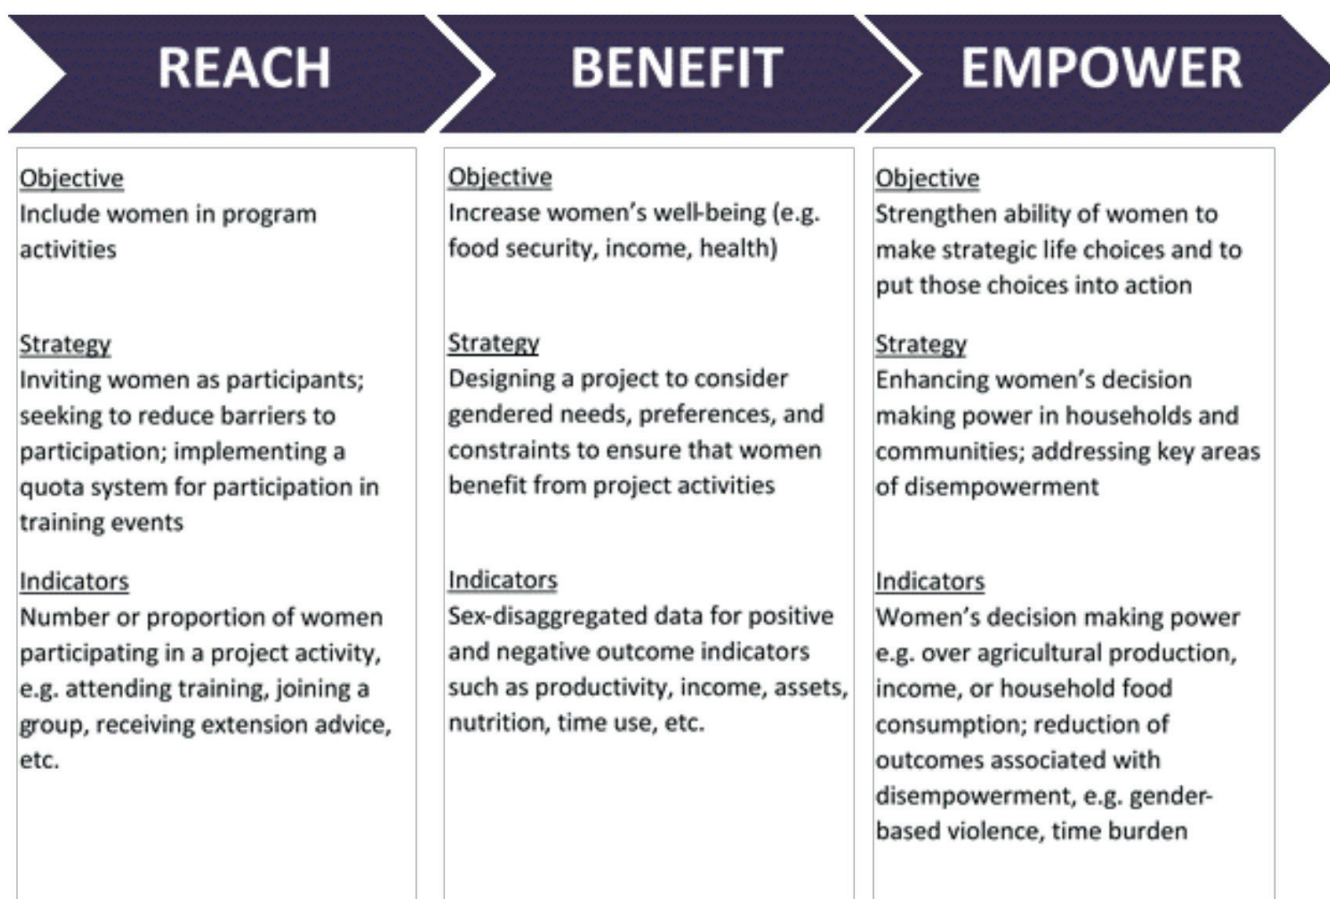 REACH
BENEFIT
EMPOWER
Objective
Include women in program
activities
Strategy
Inviting women as participants;
seeking to reduce barriers to
participation; implementing a
quota system for participation in
training events
Indicators
Number or proportion of women
participating in a project activity,
e.g. attending training, joining a
group, receiving extension advice,
etc.
Objective
Increase women's well-being (e.g.
food security, income, health)
Strategy
Designing a project to consider
gendered needs, preferences, and
constraints to ensure that women
benefit from project activities
Indicators
Sex-disaggregated data for positive
and negative outcome indicators
such as productivity, income, assets,
nutrition, time use, etc.
Objective
Strengthen ability of women to
make strategic life choices and to
put those choices into action
Strategy
Enhancing women's decision
making power in households and
communities; addressing key areas
of disempowerment
Indicators
Women's decision making power
e.g. over agricultural production,
income, or household food
consumption; reduction of
outcomes associated with
disempowerment, e.g. gender-
based violence, time burden